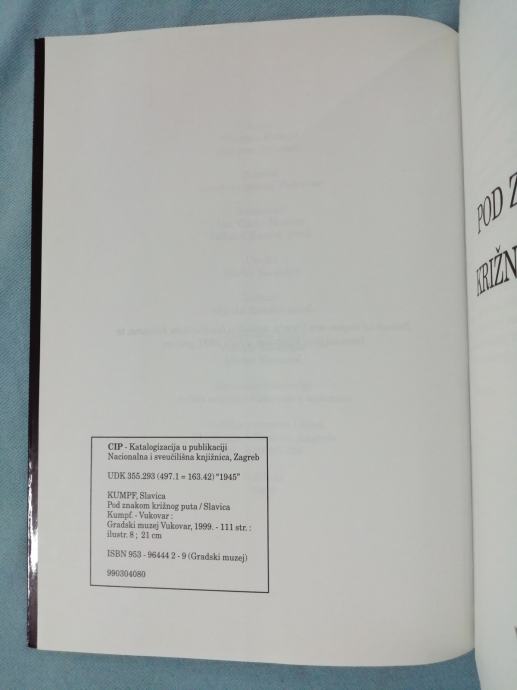 CIP - Katalogizacija u publikaciji
Nacionalna i sveučilišna knjižnica, Zagreb
UDK 355.293 (497.1 = 163.42) "1945"
KUMPF, Slavica
Pod znakom križnog puta / Slavica
Kumpf. - Vukovar :
Gradski muzej Vukovar, 1999. - 111 str. :
ilustr. 8 ; 21 cm
ISBN 953 - 96444 2 - 9 (Gradski muzej)
990304080
POD Z
KRIŽN